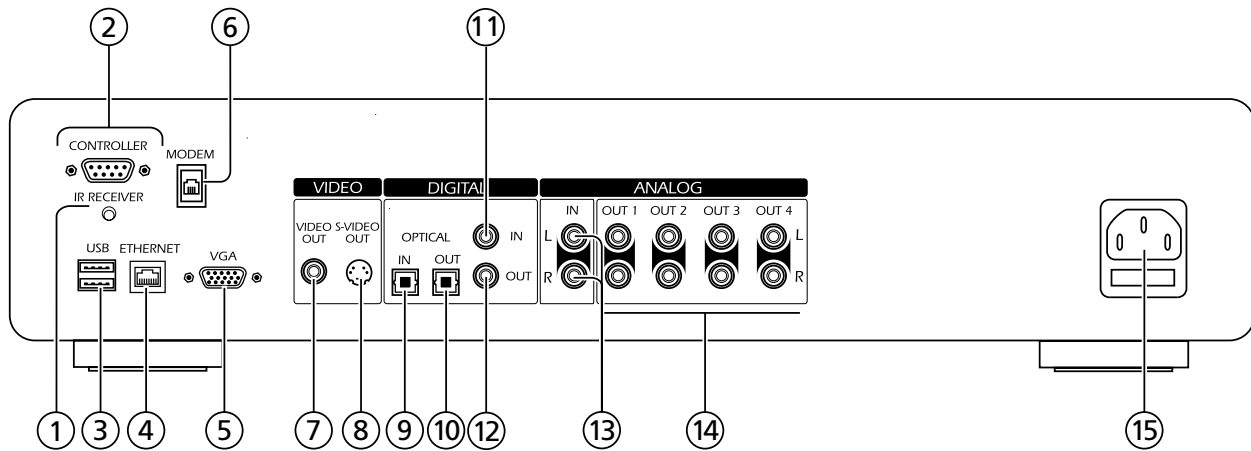 2 6 11
CONTROLLER
MODEM
IR RECEIVER
USB ETHERNET
VGA
VIDEO DIGITAL ANALOG
VIDEO OUT
S-VIDEO OUT
OPTICAL
IN OUT
IN
OUT
IN OUT 1 OUT 2 OUT 3 OUT 4
L L
R R
1 3 4 5 7 8 9 10 12 13 14 15